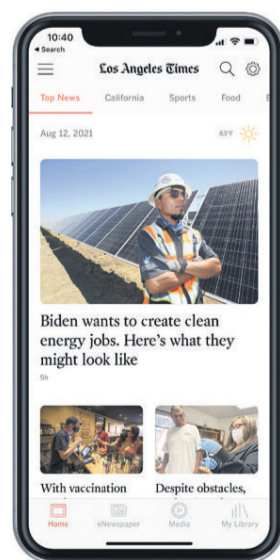 10:40
Search
Los Angeles Times
Top News California Sports Food
Aug 12, 2021 83°F
Biden wants to create clean
energy jobs. Here's what they
might look like
5h
With vaccination Despite obstacles,
Home eNewspaper Media My Library